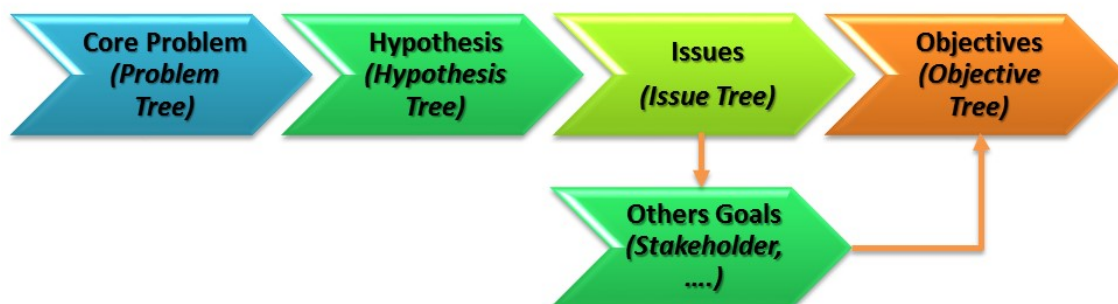 Core Problem
(Problem
Tree)
Hypothesis
(Hypothesis
Tree)
Issues
(Issue Tree)
Objectives
(Objective
Tree)
Others Goals
(Stakeholder,
....)